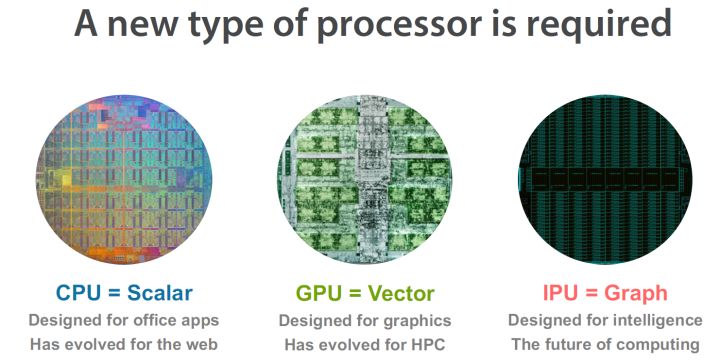 A new type of processor is required
CPU = Scalar
Designed for office apps
Has evolved for the web
GPU = Vector
Designed for graphics
Has evolved for HPC
IPU = Graph
Designed for intelligence
The future of computing